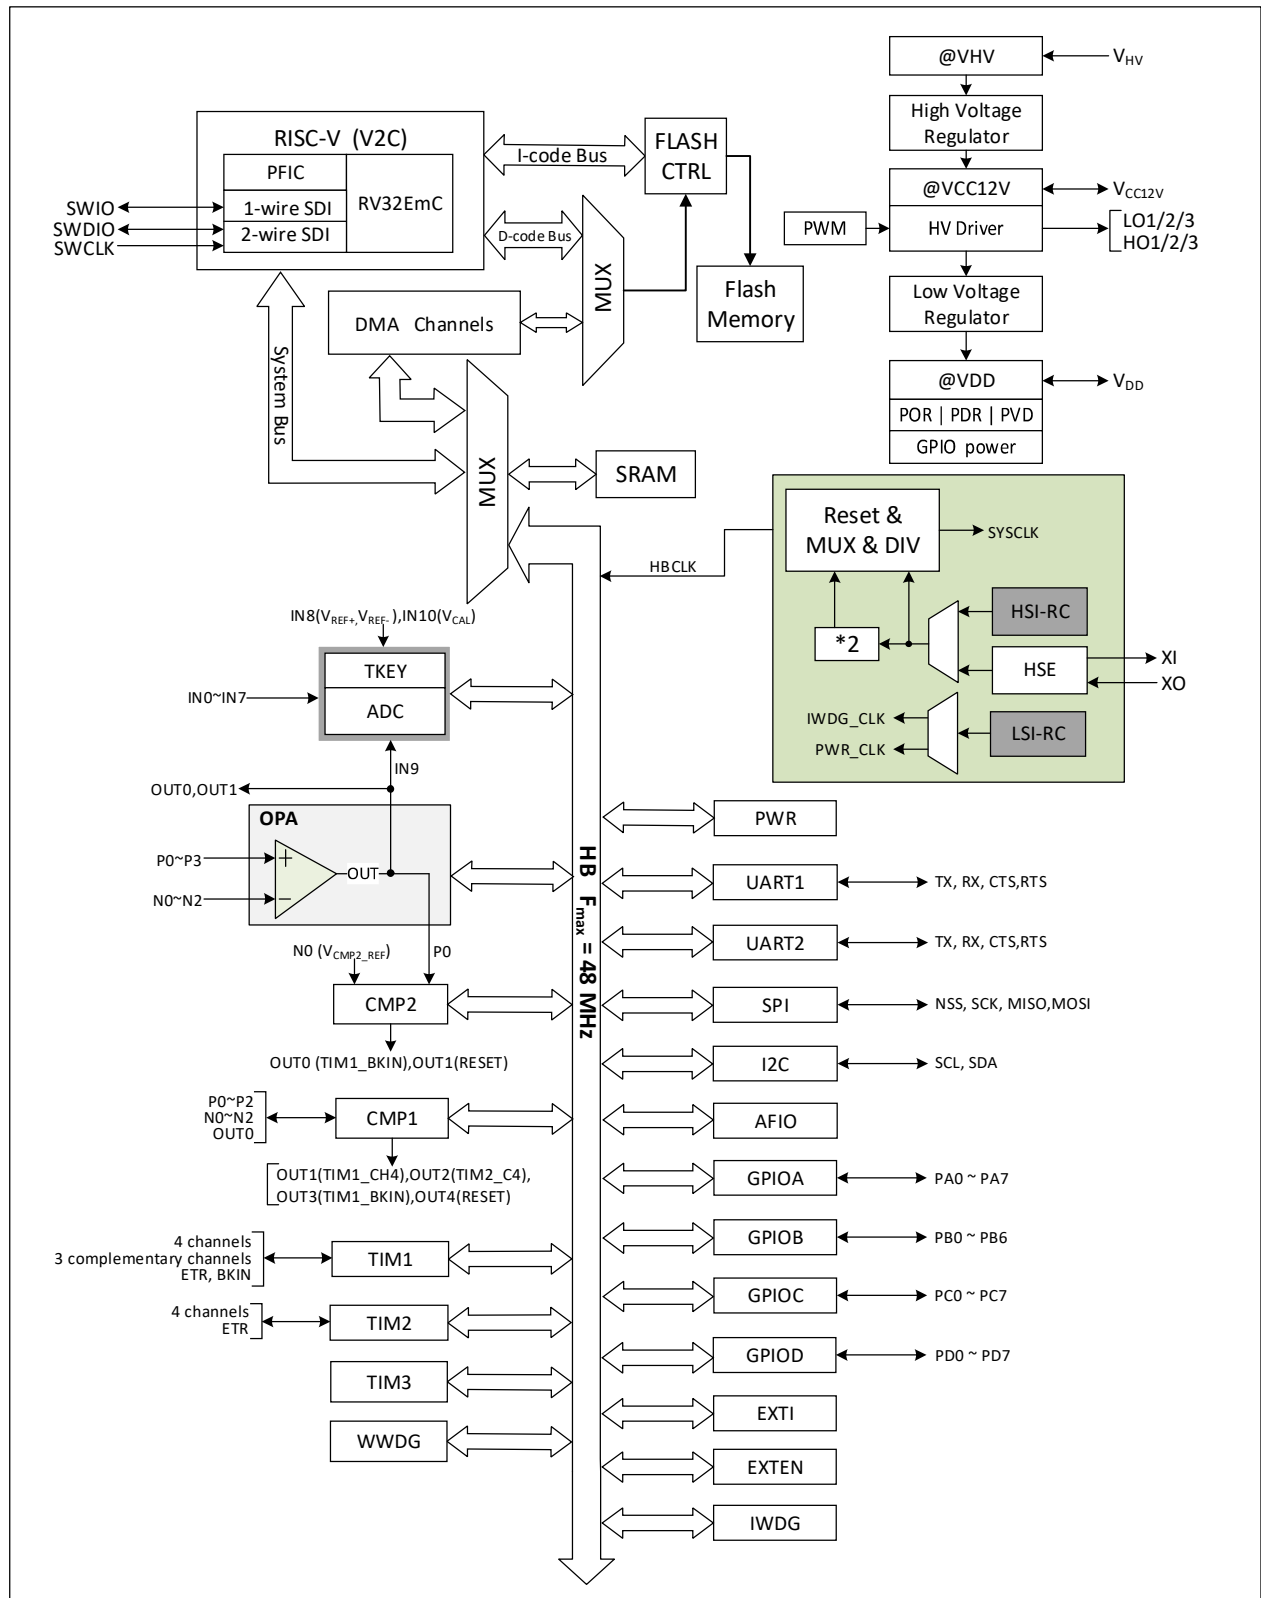 @VHV
V_HV
High Voltage
Regulator
@VCC12V
V_CC12V
PWM
HV Driver
LO1/2/3
HO1/2/3
Low Voltage
Regulator
@VDD
V_DD
POR | PDR | PVD
GPIO power
RISC-V (V2C)
PFIC
1-wire SDI
2-wire SDI
RV32EmC
SWIO
SWDIO
SWCLK
I-code Bus
FLASH
CTRL
D-code Bus
MUX
Flash
Memory
DMA Channels
System Bus
MUX
SRAM
Reset &
MUX & DIV
SYSCLK
HBCLK
*2
HSI-RC
HSE
XI
XO
IWDG_CLK
PWR_CLK
LSI-RC
IN8(V_REF+,V_REF-),IN10(V_CAL)
TKEY
ADC
IN0~IN7
IN9
OUT0,OUT1
OPA
P0~P3
+
OUT
N0~N2
−
N0 (V_CMP2_REF)
P0
CMP2
OUT0 (TIM1_BKIN),OUT1(RESET)
P0~P2
N0~N2
OUT0
CMP1
OUT1(TIM1_CH4),OUT2(TIM2_C4),
OUT3(TIM1_BKIN),OUT4(RESET)
4 channels
3 complementary channels
ETR, BKIN
TIM1
4 channels
ETR
TIM2
TIM3
WWDG
HB F_max = 48 MHz
PWR
UART1
TX, RX, CTS,RTS
UART2
TX, RX, CTS,RTS
SPI
NSS, SCK, MISO,MOSI
I2C
SCL, SDA
AFIO
GPIOA
PA0 ~ PA7
GPIOB
PB0 ~ PB6
GPIOC
PC0 ~ PC7
GPIOD
PD0 ~ PD7
EXTI
EXTEN
IWDG